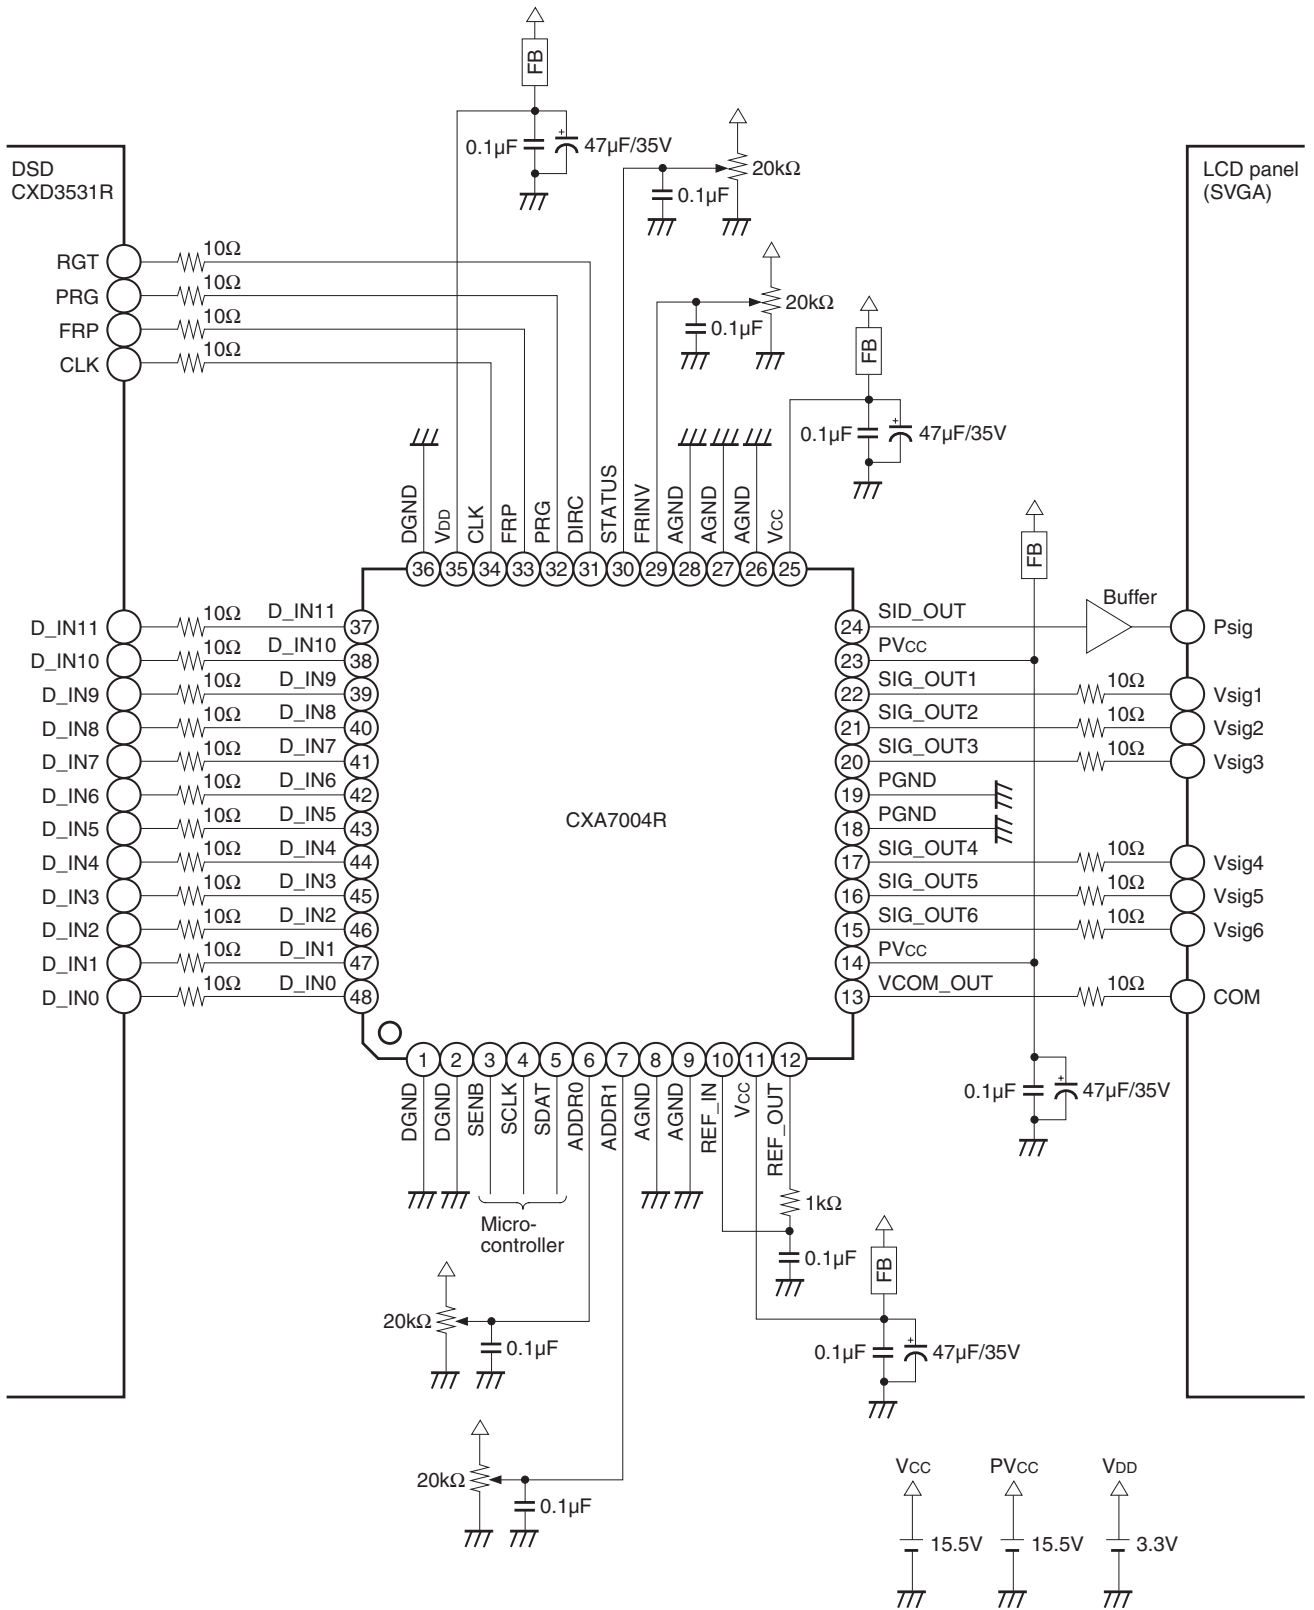 FB
0.1µF
47µF/35V
20kΩ
0.1µF
DSD
CXD3531R
LCD panel
(SVGA)
RGT
10Ω
PRG
10Ω
FRP
10Ω
CLK
10Ω
20kΩ
0.1µF
FB
0.1µF
47µF/35V
DGND
VDD
CLK
FRP
PRG
DIRC
STATUS
FRINV
AGND
AGND
AGND
VCC
36
35
34
33
32
31
30
29
28
27
26
25
FB
D_IN11
10Ω
D_IN11
37
D_IN10
10Ω
D_IN10
38
D_IN9
10Ω
D_IN9
39
D_IN8
10Ω
D_IN8
40
D_IN7
10Ω
D_IN7
41
D_IN6
10Ω
D_IN6
42
D_IN5
10Ω
D_IN5
43
D_IN4
10Ω
D_IN4
44
D_IN3
10Ω
D_IN3
45
D_IN2
10Ω
D_IN2
46
D_IN1
10Ω
D_IN1
47
D_IN0
10Ω
D_IN0
48
CXA7004R
24
SID_OUT
Buffer
Psig
23
PVCC
22
SIG_OUT1
10Ω
Vsig1
21
SIG_OUT2
10Ω
Vsig2
20
SIG_OUT3
10Ω
Vsig3
19
PGND
18
PGND
17
SIG_OUT4
10Ω
Vsig4
16
SIG_OUT5
10Ω
Vsig5
15
SIG_OUT6
10Ω
Vsig6
14
PVCC
13
VCOM_OUT
10Ω
COM
0.1µF
47µF/35V
1
2
3
4
5
6
7
8
9
10
11
12
DGND
DGND
SENB
SCLK
SDAT
ADDR0
ADDR1
AGND
AGND
REF_IN
VCC
REF_OUT
Micro-
controller
1kΩ
0.1µF
FB
0.1µF
47µF/35V
20kΩ
0.1µF
20kΩ
0.1µF
VCC
15.5V
PVCC
15.5V
VDD
3.3V